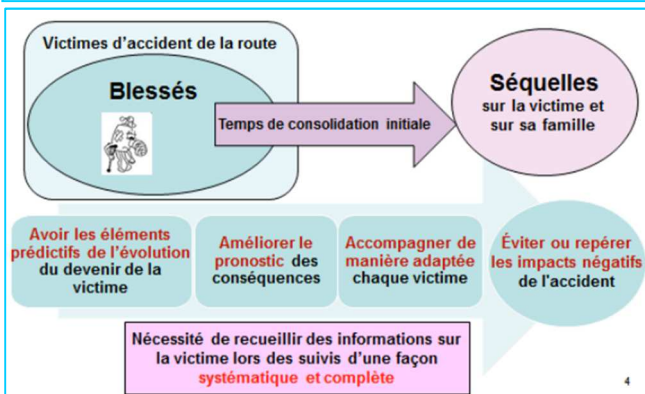 Victimes d'accident de la route
Blessés
Temps de consolidation initiale
Séquelles
sur la victime et
sur sa famille
Avoir les éléments
prédictifs de l'évolution
du devenir de la
victime
Améliorer le
pronostic des
conséquences
Accompagner de
manière adaptée
chaque victime
Éviter ou repérer
les impacts négatifs
de l'accident
Nécessité de recueillir des informations sur
la victime lors des suivis d'une façon
systématique et complète
4